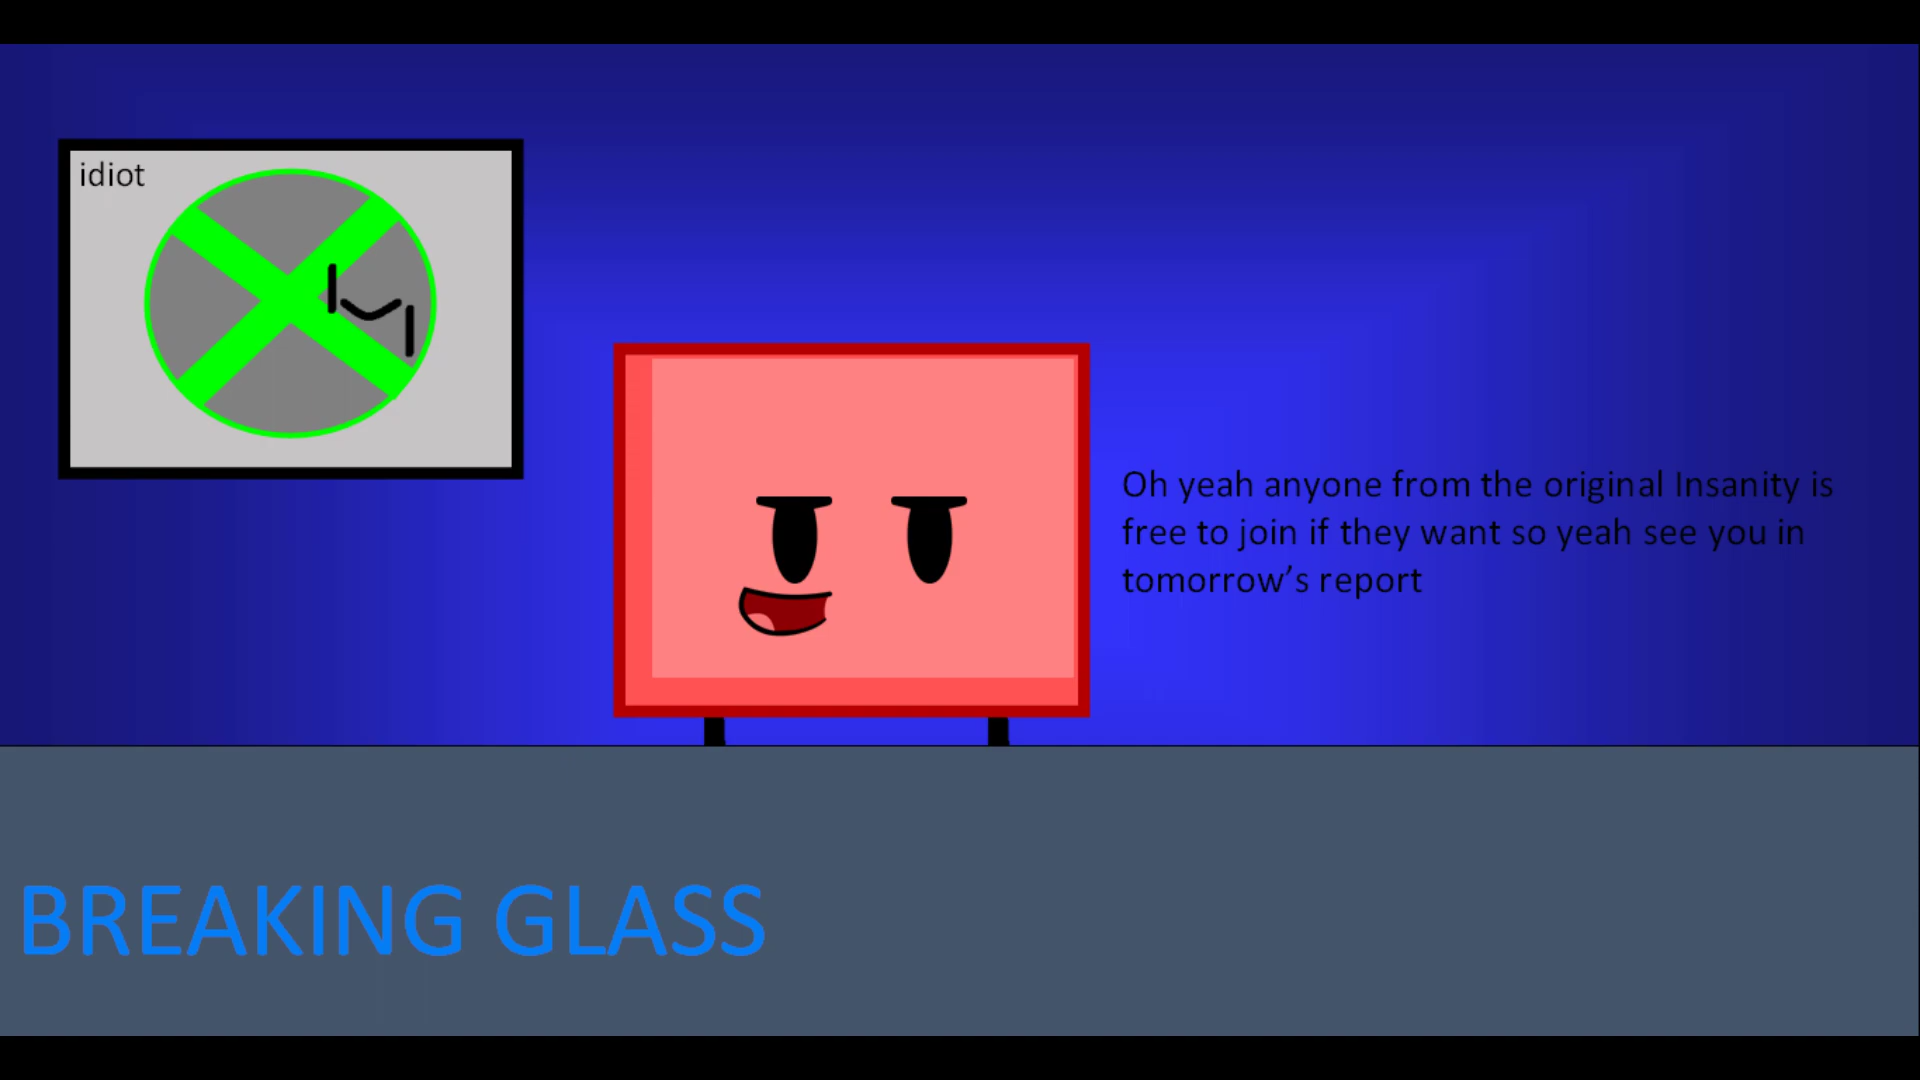 idiot
Oh yeah anyone from the original Insanity is
free to join if they want so yeah see you in
tomorrow’s report
BREAKING GLASS